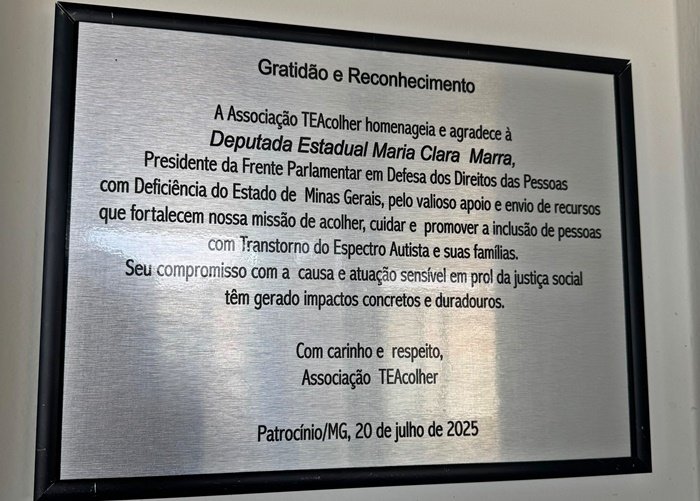 Gratidão e Reconhecimento
A Associação TEAcolher homenageia e agradece à
Deputada Estadual Maria Clara Marra,
Presidente da Frente Parlamentar em Defesa dos Direitos das Pessoas
com Deficiência do Estado de Minas Gerais, pelo valioso apoio e envio de recursos
que fortalecem nossa missão de acolher, cuidar e promover a inclusão de pessoas
com Transtorno do Espectro Autista e suas famílias.
Seu compromisso com a causa e atuação sensível em prol da justiça social
têm gerado impactos concretos e duradouros.
Com carinho e respeito,
Associação TEAcolher
Patrocínio/MG, 20 de julho de 2025